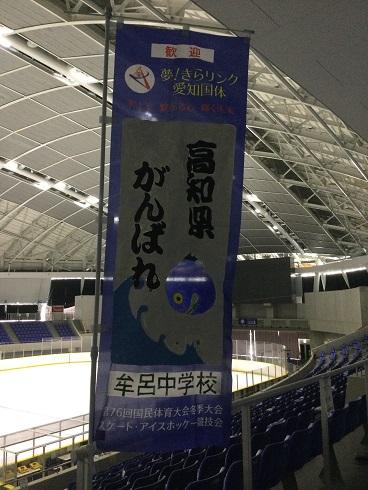 歓迎
夢!きらリンク
愛知国体
高知県
がんばれ
牟呂中学校
第76回国民体育大会冬季大会
スケート・アイスホッケー競技会